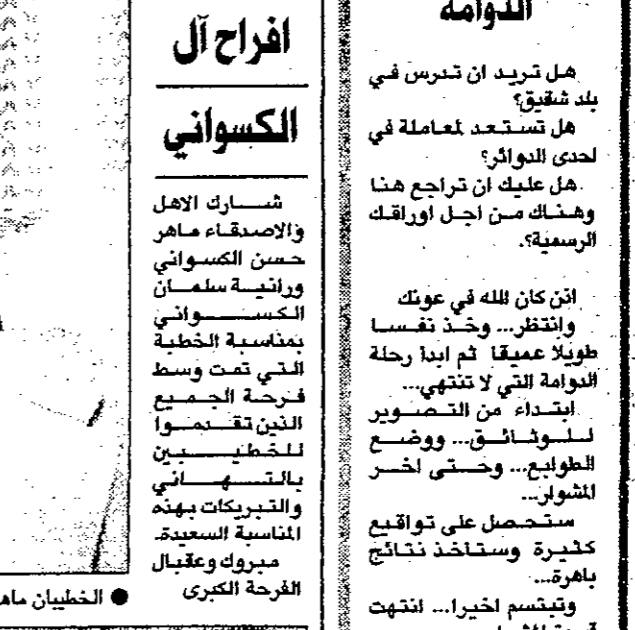 الدوامة
هل تريد ان تدرس في
بلد شقيق؟
هل تستعد لمعاملة في
احدى الدوائر؟
هل عليك ان تراجع هنا
وهناك من اجل اوراقك
الرسمية؟.
اذن كان الله في عونك
وانتظر... وخذ نفسا
طويلا عميقا ثم ابدا رحلة
الدوامة التي لا تنتهي...
ابتداء من التصوير
للوثائق... ووضع
الطوابع... وحتى اخر
المشوار...
ستحصل على تواقيع
كثيرة وستاخذ نتائج
باهرة...
وتبتسم اخيرا... انتهت
افراح آل
الكسواني
شارك الاهل
والاصدقاء ماهر
حسن الكسواني
ورانية سلمان
الكسواني
بمناسبة الخطبة
التي تمت وسط
فرحة الجميع
الذين تقدموا
للخطيبين
بالتهاني
والتبريكات بهذه
المناسبة السعيدة.
مبروك وعقبال
الفرحة الكبرى
● الخطيبان ماه